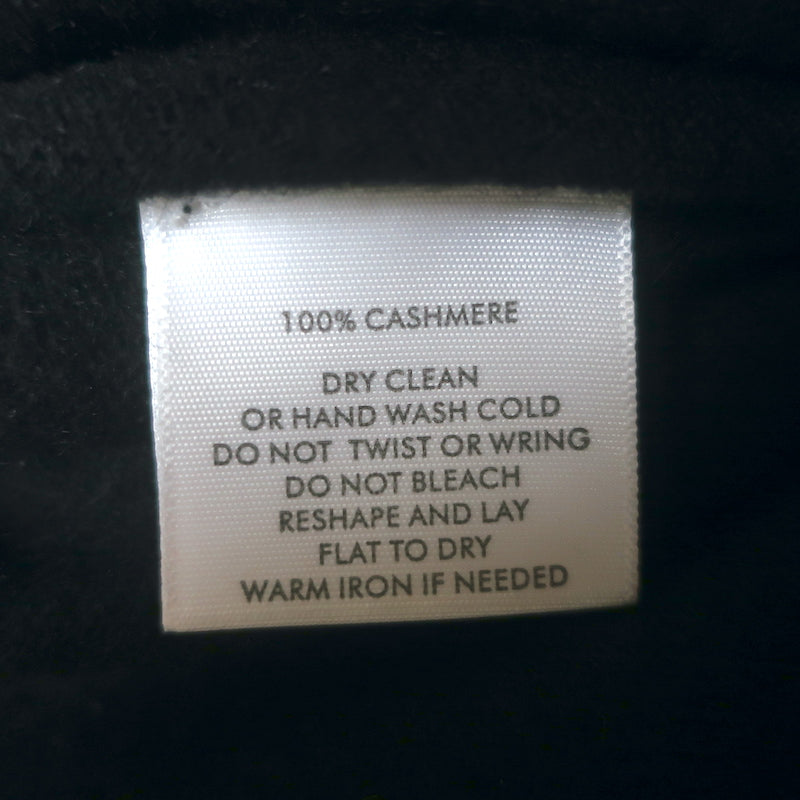 100% CASHMERE
DRY CLEAN
OR HAND WASH COLD
DO NOT TWIST OR WRING
DO NOT BLEACH
RESHAPE AND LAY
FLAT TO DRY
WARM IRON IF NEEDED